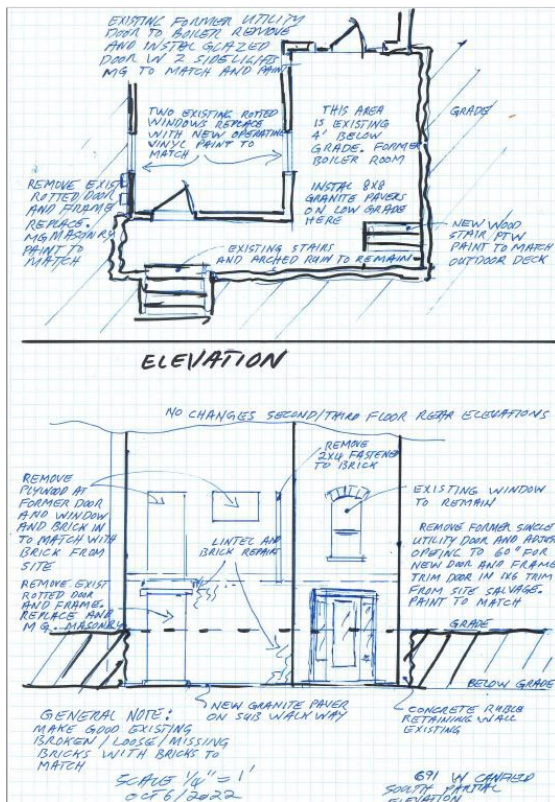 EXISTING FORMER UTILITY
DOOR TO BOILER REMOVE
AND INSTAL GLAZED
DOOR W 2 SIDELIGHTS
MG TO MATCH AND PAINT
TWO EXISTING ROTTED
WINDOWS REPLACE
WITH NEW OPERATING
VINYL PAINT TO
MATCH
THIS AREA
IS EXISTING
4' BELOW
GRADE. FORMER
BOILER ROOM
INSTAL 8X8
GRANITE PAVERS
ON LOW GRADE
HERE
GRADE
REMOVE EXIST
ROTTED DOOR
AND FRAME
REPLACE.
MG MASONRY
PAINT TO
MATCH
NEW WOOD
STAIR PTW
PAINT TO MATCH
OUTDOOR DECK
EXISTING STAIRS
AND ARCHED RUIN TO REMAIN
ELEVATION
NO CHANGES SECOND/THIRD FLOOR REAR ELEVATIONS
REMOVE
PLYWOOD AT
FORMER DOOR
AND WINDOW
AND BRICK IN
TO MATCH WITH
BRICK FROM
SITE
REMOVE EXIST
ROTTED DOOR
AND FRAME.
REPLACE AND
MG. MASONRY
REMOVE
2X4 FASTENED
TO BRICK
LINTEL AND
BRICK REPAIR
EXISTING WINDOW
TO REMAIN
REMOVE FORMER SINGLE
UTILITY DOOR AND ADJUST
OPEING TO 60" FOR
NEW DOOR AND FRAME
TRIM DOOR IN 1X6 TRIM
FROM SITE SALVAGE.
PAINT TO MATCH
GRADE
BELOW GRADE
NEW GRANITE PAVER
ON SUB WALKWAY
CONCRETE RUBLE
RETAINING WALL
EXISTING
GENERAL NOTE:
MAKE GOOD EXISTING
BROKEN / LOOSE / MISSING
BRICKS WITH BRICKS TO
MATCH
SCALE 1/4" = 1'
OCT 6/2022
691 W CANFIELD
SOUTH PARTIAL
ELEVATION